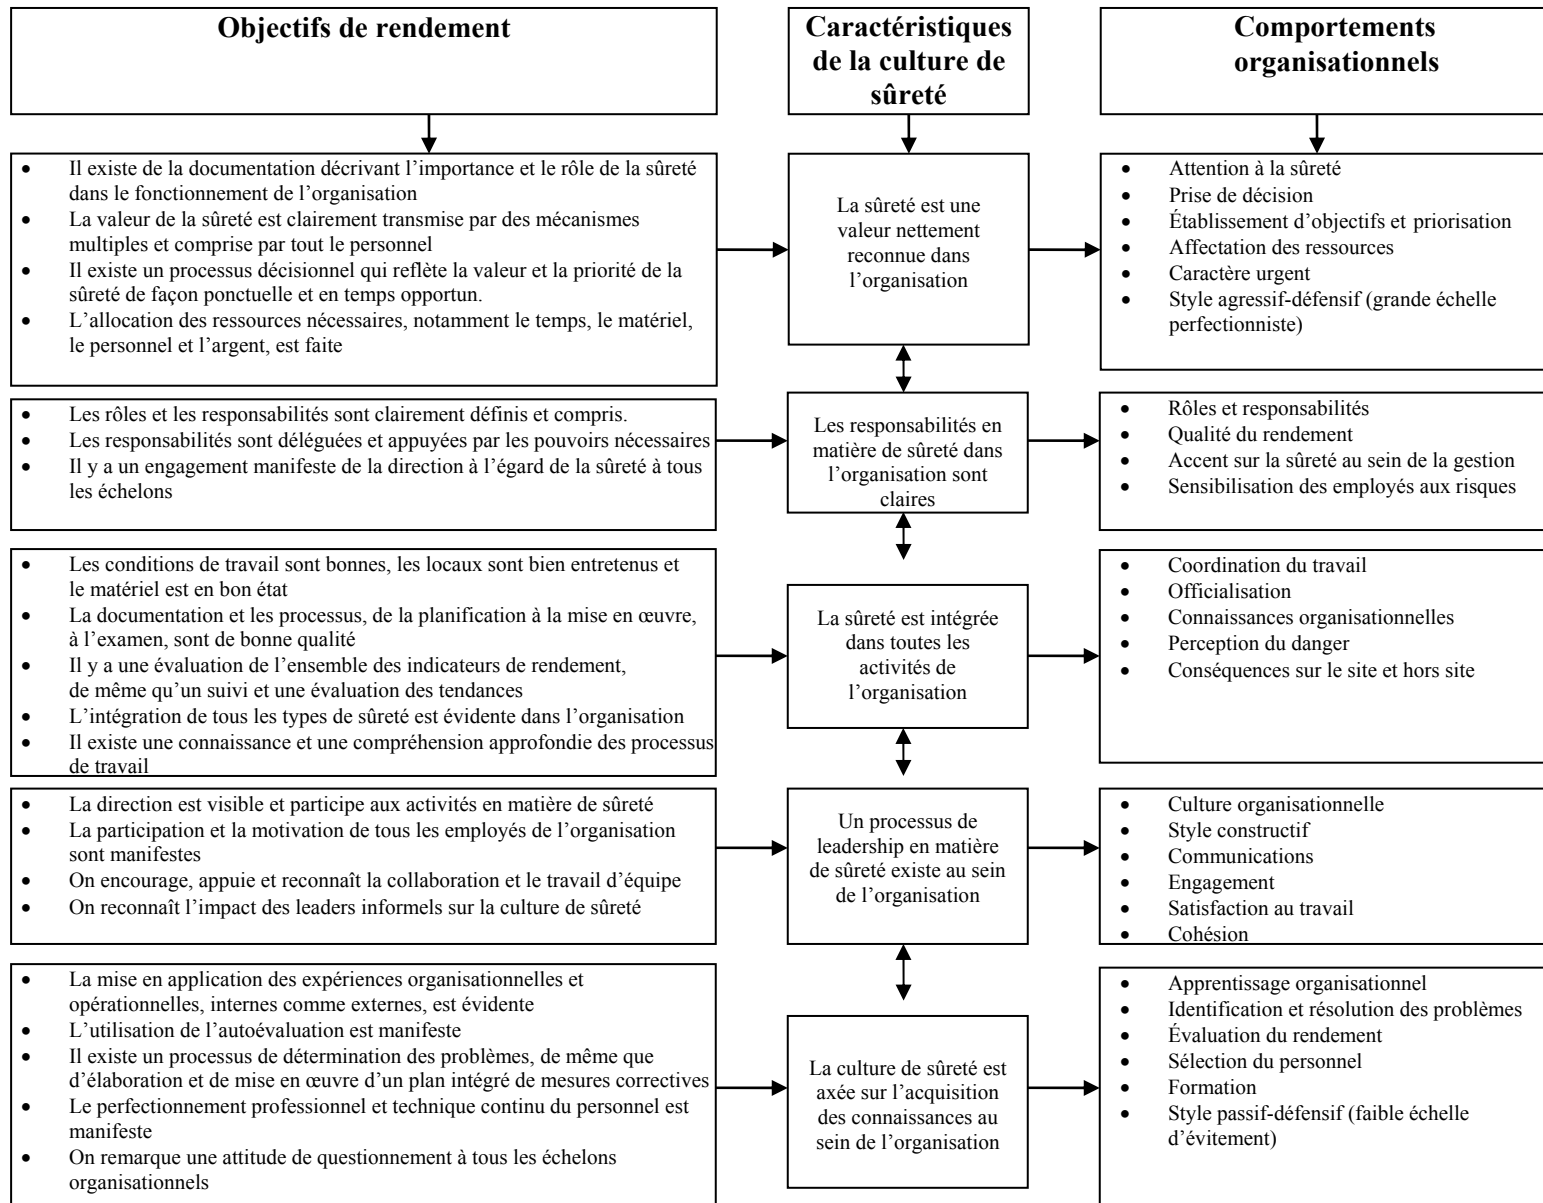 Objectifs de rendement
Caractéristiques
de la culture de
sûreté
Comportements
organisationnels
• Il existe de la documentation décrivant l’importance et le rôle de la sûreté
dans le fonctionnement de l’organisation
• La valeur de la sûreté est clairement transmise par des mécanismes
multiples et comprise par tout le personnel
• Il existe un processus décisionnel qui reflète la valeur et la priorité de la
sûreté de façon ponctuelle et en temps opportun.
• L’allocation des ressources nécessaires, notamment le temps, le matériel,
le personnel et l’argent, est faite
La sûreté est une
valeur nettement
reconnue dans
l’organisation
• Attention à la sûreté
• Prise de décision
• Établissement d’objectifs et priorisation
• Affectation des ressources
• Caractère urgent
• Style agressif-défensif (grande échelle
perfectionniste)
• Les rôles et les responsabilités sont clairement définis et compris.
• Les responsabilités sont déléguées et appuyées par les pouvoirs nécessaires
• Il y a un engagement manifeste de la direction à l’égard de la sûreté à tous
les échelons
Les responsabilités en
matière de sûreté dans
l’organisation sont
claires
• Rôles et responsabilités
• Qualité du rendement
• Accent sur la sûreté au sein de la gestion
• Sensibilisation des employés aux risques
• Les conditions de travail sont bonnes, les locaux sont bien entretenus et
le matériel est en bon état
• La documentation et les processus, de la planification à la mise en œuvre,
à l’examen, sont de bonne qualité
• Il y a une évaluation de l’ensemble des indicateurs de rendement,
de même qu’un suivi et une évaluation des tendances
• L’intégration de tous les types de sûreté est évidente dans l’organisation
• Il existe une connaissance et une compréhension approfondie des processus
de travail
La sûreté est intégrée
dans toutes les
activités de
l’organisation
• Coordination du travail
• Officialisation
• Connaissances organisationnelles
• Perception du danger
• Conséquences sur le site et hors site
• La direction est visible et participe aux activités en matière de sûreté
• La participation et la motivation de tous les employés de l’organisation
sont manifestes
• On encourage, appuie et reconnaît la collaboration et le travail d’équipe
• On reconnaît l’impact des leaders informels sur la culture de sûreté
Un processus de
leadership en matière
de sûreté existe au sein
de l’organisation
• Culture organisationnelle
• Style constructif
• Communications
• Engagement
• Satisfaction au travail
• Cohésion
• La mise en application des expériences organisationnelles et
opérationnelles, internes comme externes, est évidente
• L’utilisation de l’autoévaluation est manifeste
• Il existe un processus de détermination des problèmes, de même que
d’élaboration et de mise en œuvre d’un plan intégré de mesures correctives
• Le perfectionnement professionnel et technique continu du personnel est
manifeste
• On remarque une attitude de questionnement à tous les échelons
organisationnels
La culture de sûreté est
axée sur l’acquisition
des connaissances au
sein de l’organisation
• Apprentissage organisationnel
• Identification et résolution des problèmes
• Évaluation du rendement
• Sélection du personnel
• Formation
• Style passif-défensif (faible échelle
d’évitement)